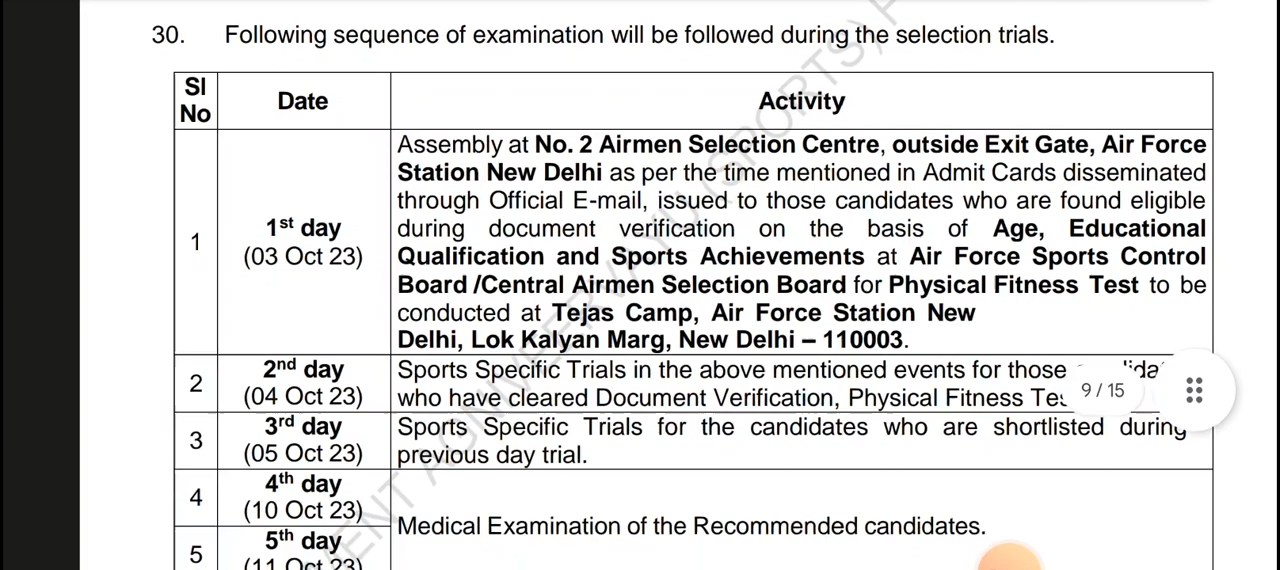 30. Following sequence of examination will be followed during the selection trials.
Sl No Date Activity
1 1st day (03 Oct 23)
Assembly at No. 2 Airmen Selection Centre, outside Exit Gate, Air Force
Station New Delhi as per the time mentioned in Admit Cards disseminated
through Official E-mail, issued to those candidates who are found eligible
during document verification on the basis of Age, Educational
Qualification and Sports Achievements at Air Force Sports Control
Board /Central Airmen Selection Board for Physical Fitness Test to be
conducted at Tejas Camp, Air Force Station New
Delhi, Lok Kalyan Marg, New Delhi – 110003.
2 2nd day (04 Oct 23)
Sports Specific Trials in the above mentioned events for those
who have cleared Document Verification, Physical Fitness
9 / 15
3 3rd day (05 Oct 23)
Sports Specific Trials for the candidates who are shortlisted during
previous day trial.
4 4th day (10 Oct 23)
Medical Examination of the Recommended candidates.
5 5th day
(11 Oct 23)